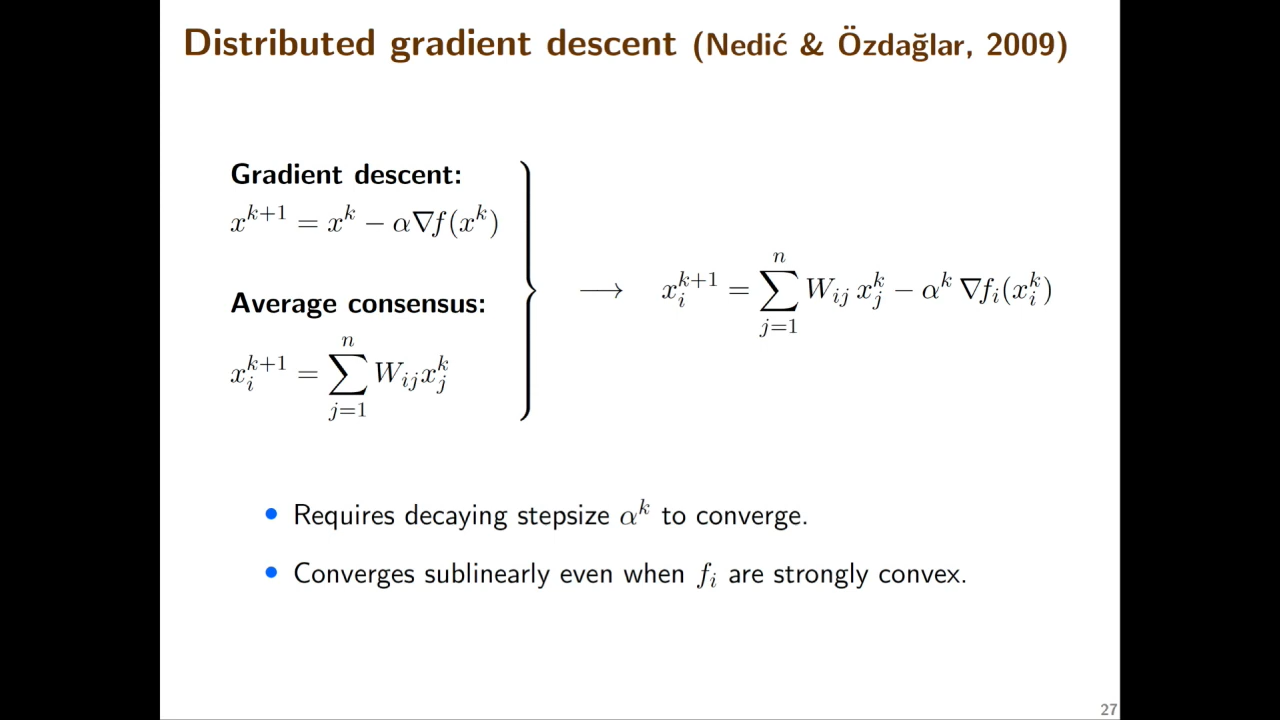 Distributed gradient descent (Nedić & Özdağlar, 2009)
Gradient descent:
x^{k+1} = x^k − α∇f(x^k)
Average consensus:
x_i^{k+1} = ∑_{j=1}^{n} W_{ij} x_j^k
⟶ x_i^{k+1} = ∑_{j=1}^{n} W_{ij} x_j^k − α^k ∇f_i(x_i^k)
• Requires decaying stepsize α^k to converge.
• Converges sublinearly even when f_i are strongly convex.
27